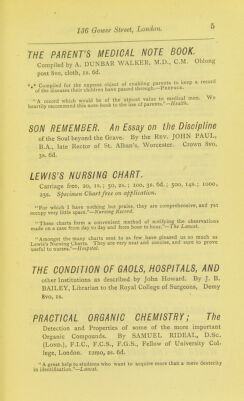 136 Gower Street, London. 5
THE PARENT'S MEDICAL NOTE BOOK.
Compiled by A. DUNBAR WALKER, M.D., C.M. Oblong
post 8vo, cloth, 1s. 6d.
*** Compiled for the express object of enabling parents to keep a record
of the diseases their children have passed through.—PREFACE.
"A record which would be of the utmost value to medical men. We
heartily recommend this note-book to the use of parents."—Health.
SON REMEMBER. An Essay on the Discipline
of the Soul beyond the Grave. By the REV. JOHN PAUL,
B.A., late Rector of St. Alban's, Worcester. Crown 8vo,
3s. 6d.
LEWIS'S NURSING CHART.
Carriage free, 20, 1s.; 50, 2s.; 100, 3s. 6d.; 500, 14s.; 1000,
25s. Specimen Chart free on application.
"For which I have nothing but praise, they are comprehensive, and yet
occupy very little space."—Nursing Record.
"These charts form a convenient method of notifying the observations
made on a case from day to day and from hour to hour."—The Lancet.
"Amongst the many charts sent to us few have pleased us so much as
Lewis's Nursing Charts. They are very neat and concise, and sure to prove
useful to nurses."—Hospital.
THE CONDITION OF GAOLS, HOSPITALS, AND
other Institutions as described by John Howard. By J. B.
BAILEY, Librarian to the Royal College of Surgeons, Demy
8vo, 1s.
PRACTICAL ORGANIC CHEMISTRY; The
Detection and Properties of some of the more important
Organic Compounds. By SAMUEL RIDEAL, D.Sc.
(LOND.), F.I.C., F.C.S., F.G.S., Fellow of University Col-
lege, London. 12mo, 2s. 6d.
"A great help to students who want to acquire more than a mere dexterity
in identification."—Lancet.